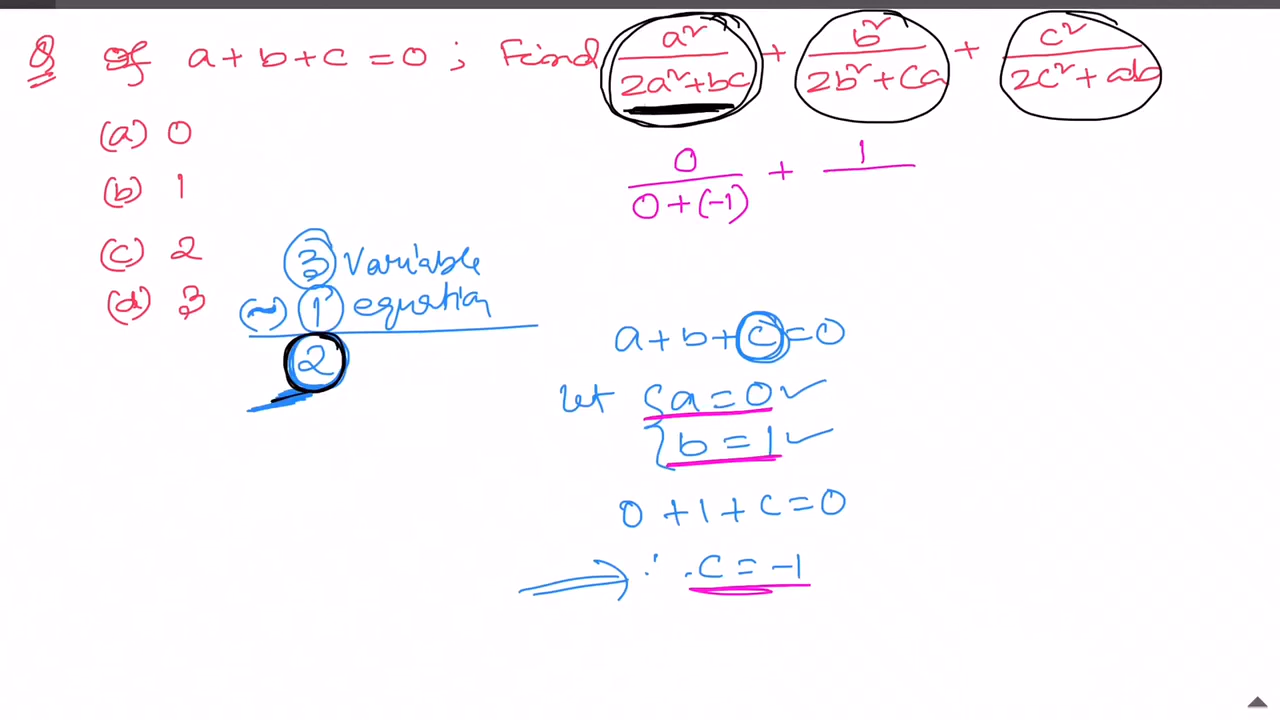 Q If a+b+c=0; Find a²/(2a²+bc) + b²/(2b²+ca) + c²/(2c²+ab)
(a) 0
(b) 1
(c) 2
(d) 3
0/(0+(-1)) + 1
3 Variable
(-) 1 equation
2
a+b+c=0
Let {a=0 ✓
{b=1 ✓
0+1+c=0
⇒ ∴ c=-1